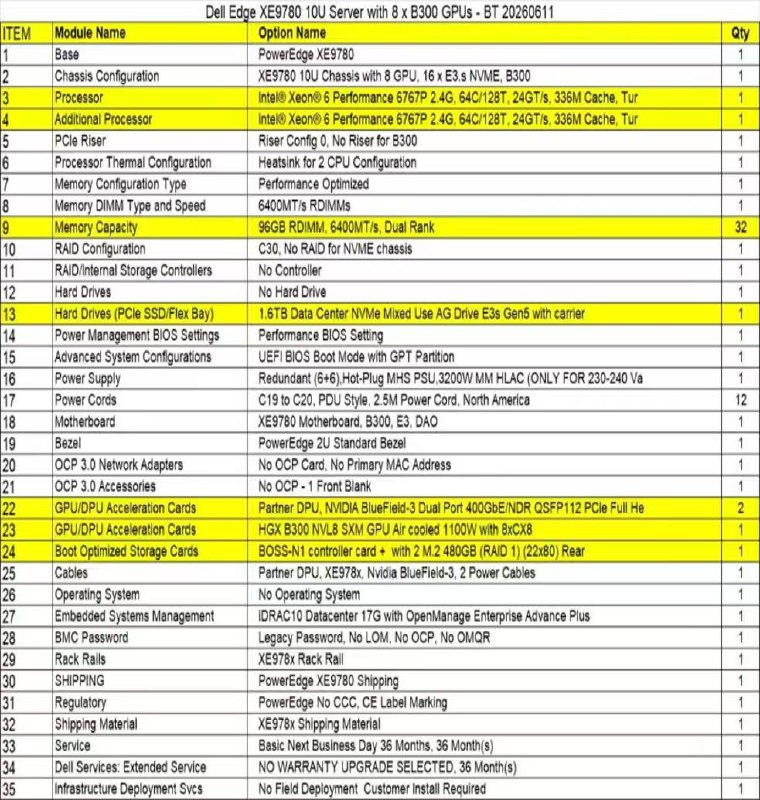 Dell Edge XE9780 10U Server with 8 x B300 GPUs - BT 20260611
ITEM Module Name Option Name Qty
1 Base PowerEdge XE9780 1
2 Chassis Configuration XE9780 10U Chassis with 8 GPU, 16 x E3.s NVME, B300 1
3 Processor Intel® Xeon® 6 Performance 6767P 2.4G, 64C/128T, 24GT/s, 336M Cache, Tur 1
4 Additional Processor Intel® Xeon® 6 Performance 6767P 2.4G, 64C/128T, 24GT/s, 336M Cache, Tur 1
5 PCIe Riser Riser Config 0, No Riser for B300 1
6 Processor Thermal Configuration Heatsink for 2 CPU Configuration 1
7 Memory Configuration Type Performance Optimized 1
8 Memory DIMM Type and Speed 6400MT/s RDIMMs 1
9 Memory Capacity 96GB RDIMM, 6400MT/s, Dual Rank 32
10 RAID Configuration C30, No RAID for NVME chassis 1
11 RAID/Internal Storage Controllers No Controller 1
12 Hard Drives No Hard Drive 1
13 Hard Drives (PCIe SSD/Flex Bay) 1.6TB Data Center NVMe Mixed Use AG Drive E3s Gen5 with carrier 1
14 Power Management BIOS Settings Performance BIOS Setting 1
15 Advanced System Configurations UEFI BIOS Boot Mode with GPT Partition 1
16 Power Supply Redundant (6+6),Hot-Plug MHS PSU,3200W MM HLAC (ONLY FOR 230-240 Va 1
17 Power Cords C19 to C20, PDU Style, 2.5M Power Cord, North America 12
18 Motherboard XE9780 Motherboard, B300, E3, DAO 1
19 Bezel PowerEdge 2U Standard Bezel 1
20 OCP 3.0 Network Adapters No OCP Card, No Primary MAC Address 1
21 OCP 3.0 Accessories No OCP - 1 Front Blank 1
22 GPU/DPU Acceleration Cards Partner DPU, NVIDIA BlueField-3 Dual Port 400GbE/NDR QSFP112 PCIe Full He 2
23 GPU/DPU Acceleration Cards HGX B300 NVL8 SXM GPU Air cooled 1100W with 8xCX8 1
24 Boot Optimized Storage Cards BOSS-N1 controller card + with 2 M.2 480GB (RAID 1) (22x80) Rear 1
25 Cables Partner DPU, XE978x, Nvidia BlueField-3, 2 Power Cables 1
26 Operating System No Operating System 1
27 Embedded Systems Management iDRAC10 Datacenter 17G with OpenManage Enterprise Advance Plus 1
28 BMC Password Legacy Password, No LOM, No OCP, No OMQR 1
29 Rack Rails XE978x Rack Rail 1
30 SHIPPING PowerEdge XE9780 Shipping 1
31 Regulatory PowerEdge No CCC, CE Label Marking 1
32 Shipping Material XE978x Shipping Material 1
33 Service Basic Next Business Day 36 Months, 36 Month(s) 1
34 Dell Services: Extended Service NO WARRANTY UPGRADE SELECTED, 36 Month(s) 1
35 Infrastructure Deployment Svcs No Field Deployment Customer Install Required 1